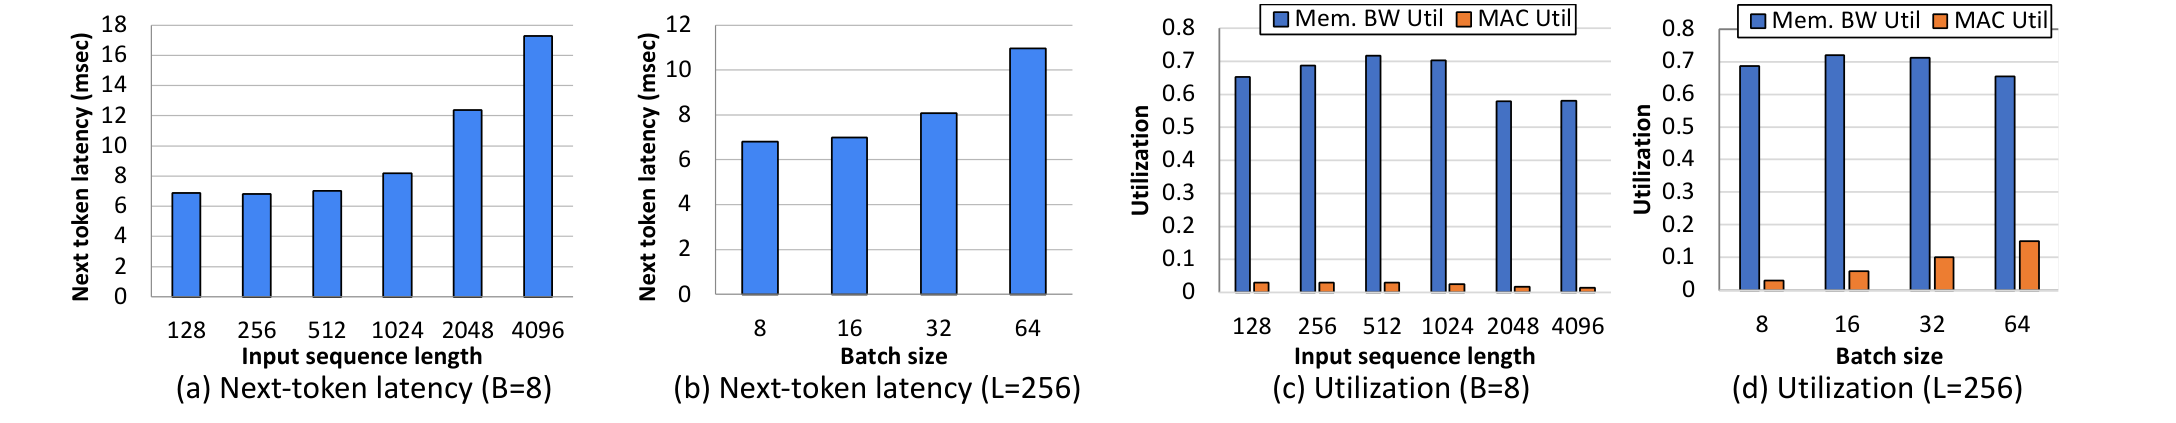 Next token latency (msec)
18
16
14
12
10
8
6
4
2
0
128 256 512 1024 2048 4096
Input sequence length
(a) Next-token latency (B=8)
Next token latency (msec)
12
10
8
6
4
2
0
8 16 32 64
Batch size
(b) Next-token latency (L=256)
Mem. BW Util MAC Util
Utilization
0.8
0.7
0.6
0.5
0.4
0.3
0.2
0.1
0
128 256 512 1024 2048 4096
Input sequence length
(c) Utilization (B=8)
Mem. BW Util MAC Util
Utilization
0.8
0.7
0.6
0.5
0.4
0.3
0.2
0.1
0
8 16 32 64
Batch size
(d) Utilization (L=256)